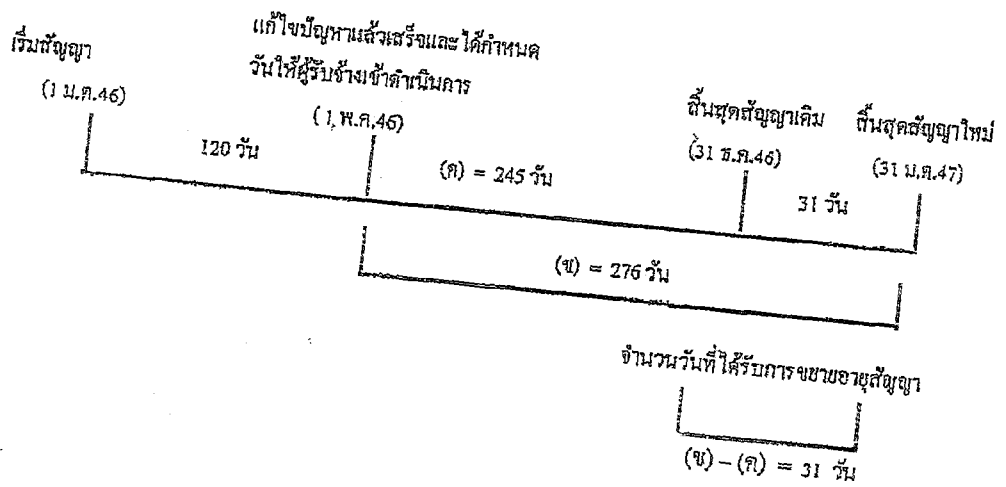 เริ่มสัญญา
(1 ม.ค.46)
แก้ไขปัญหาแล้วเสร็จและได้กำหนด
วันให้ผู้รับจ้างเข้าดำเนินการ
(1 พ.ค.46)
สิ้นสุดสัญญาเดิม
(31 ธ.ค.46)
สิ้นสุดสัญญาใหม่
(31 ม.ค.47)
120 วัน
(ค) = 245 วัน
31 วัน
(ข) = 276 วัน
จำนวนวันที่ได้รับการขยายอายุสัญญา
(ข) – (ค) = 31 วัน